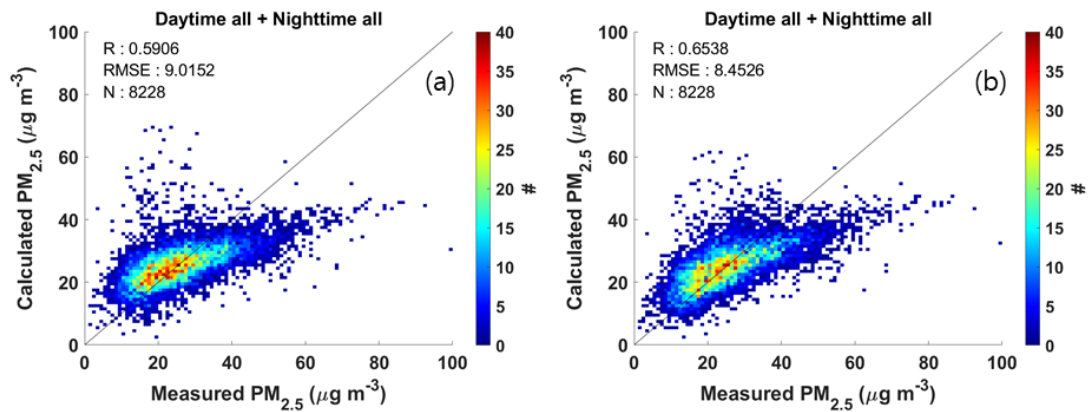 Daytime all + Nighttime all
R : 0.5906
RMSE : 9.0152
N : 8228
(a)
100
80
60
40
20
0
Calculated PM2.5 (μg m-3)
0 20 40 60 80 100
Measured PM2.5 (μg m-3)
40
35
30
25
20
15
10
5
0
#
Daytime all + Nighttime all
R : 0.6538
RMSE : 8.4526
N : 8228
(b)
100
80
60
40
20
0
Calculated PM2.5 (μg m-3)
0 20 40 60 80 100
Measured PM2.5 (μg m-3)
40
35
30
25
20
15
10
5
0
#